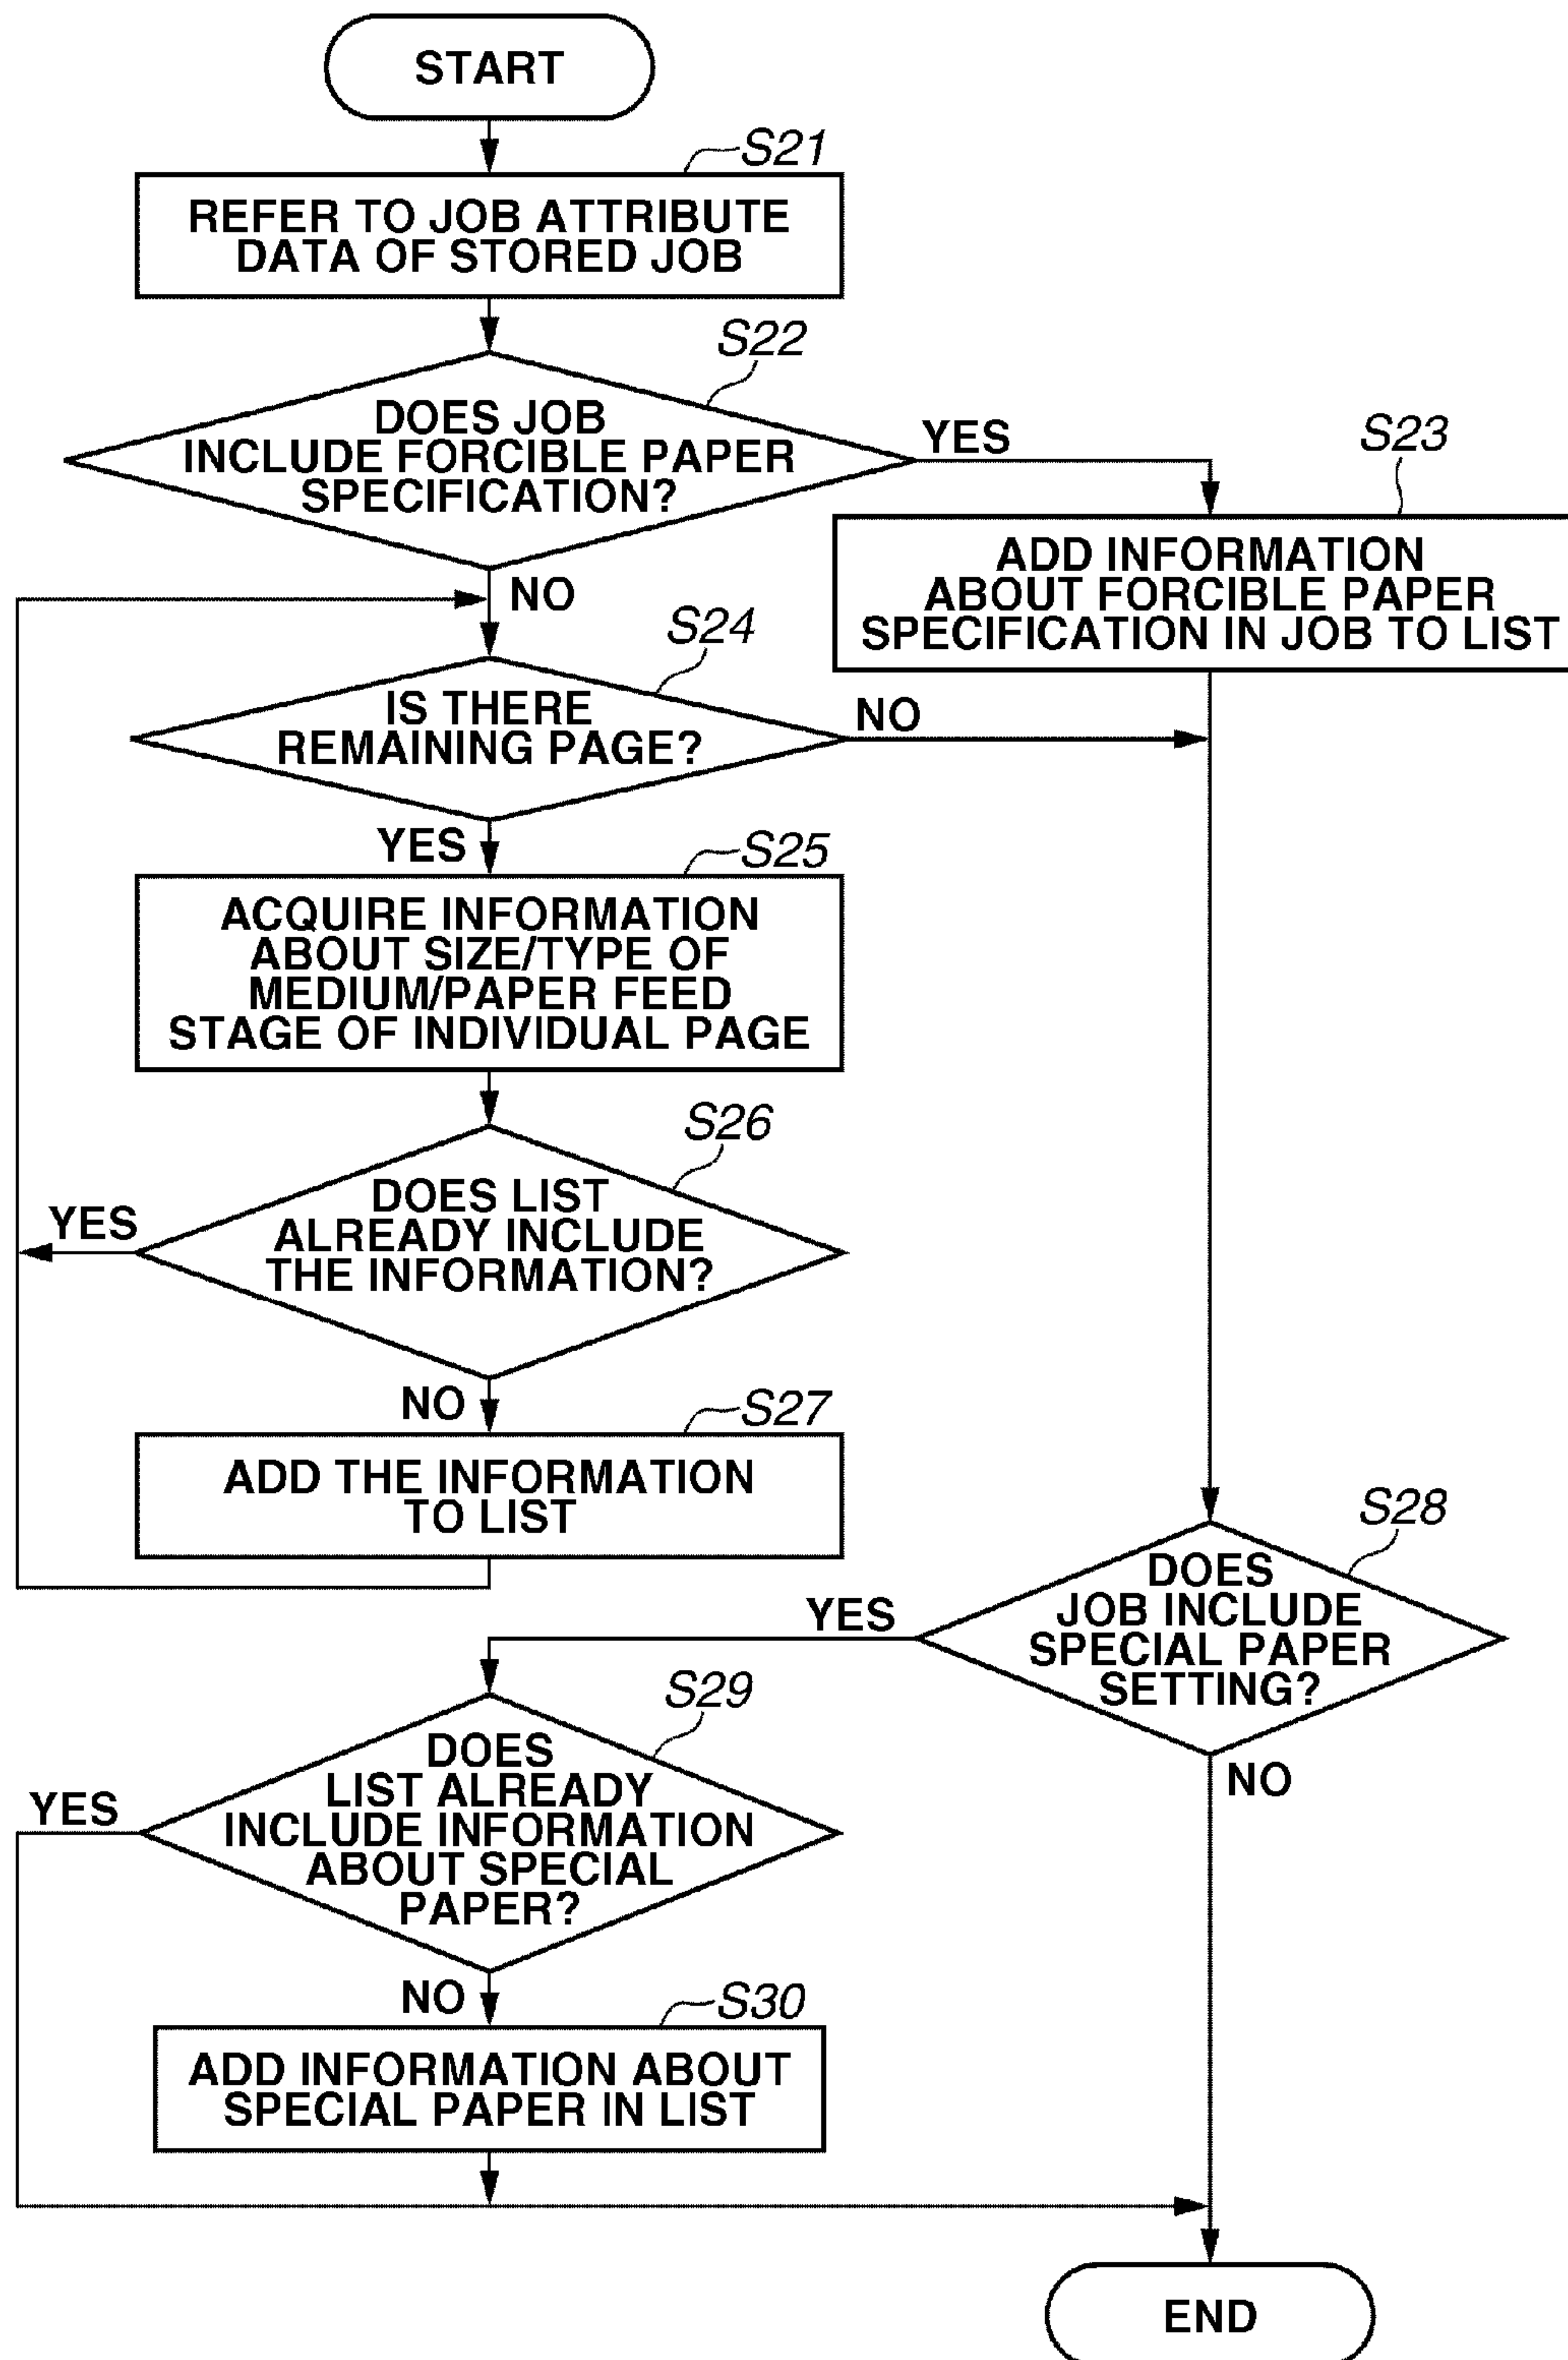 START
S21
REFER TO JOB ATTRIBUTE
DATA OF STORED JOB
S22
DOES JOB
INCLUDE FORCIBLE PAPER
SPECIFICATION?
YES
S23
ADD INFORMATION
ABOUT FORCIBLE PAPER
SPECIFICATION IN JOB TO LIST
NO
S24
IS THERE
REMAINING PAGE?
NO
YES
S25
ACQUIRE INFORMATION
ABOUT SIZE/TYPE OF
MEDIUM/PAPER FEED
STAGE OF INDIVIDUAL PAGE
S26
DOES LIST
ALREADY INCLUDE
THE INFORMATION?
YES
NO
S27
ADD THE INFORMATION
TO LIST
S28
DOES
JOB INCLUDE
SPECIAL PAPER
SETTING?
YES
NO
S29
DOES
LIST ALREADY
INCLUDE INFORMATION
ABOUT SPECIAL
PAPER?
YES
NO
S30
ADD INFORMATION ABOUT
SPECIAL PAPER IN LIST
END